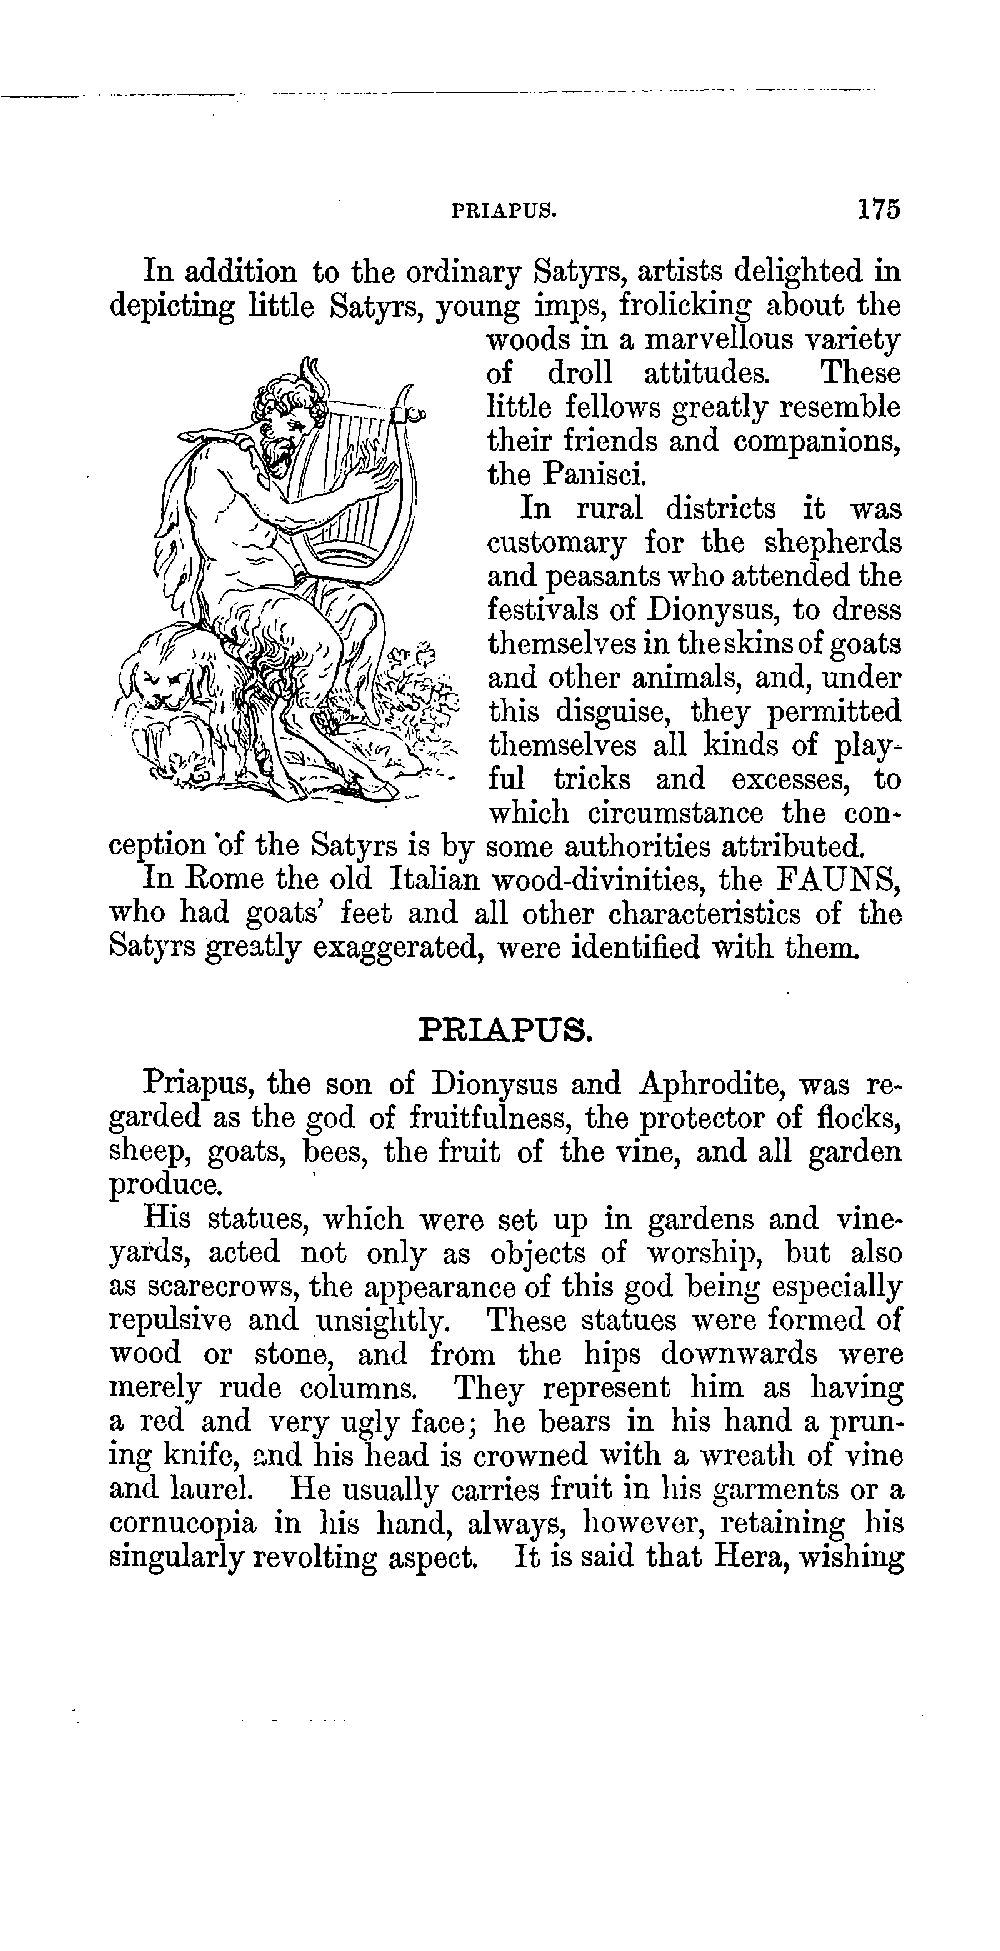 PRIAPUS. 175
In addition to the ordinary Satyrs, artists delighted in
depicting little Satyrs, young imps, frolicking about the
woods in a marvellous variety
of droll attitudes. These
little fellows greatly resemble
their friends and companions,
the Panisci.
In rural districts it was
customary for the shepherds
and peasants who attended the
festivals of Dionysus, to dress
themselves in the skins of goats
and other animals, and, under
this disguise, they permitted
themselves all kinds of play-
ful tricks and excesses, to
which circumstance the con-
ception of the Satyrs is by some authorities attributed.
In Rome the old Italian wood-divinities, the FAUNS,
who had goats' feet and all other characteristics of the
Satyrs greatly exaggerated, were identified with them.
PRIAPUS.
Priapus, the son of Dionysus and Aphrodite, was re-
garded as the god of fruitfulness, the protector of flocks,
sheep, goats, bees, the fruit of the vine, and all garden
produce.
His statues, which were set up in gardens and vine-
yards, acted not only as objects of worship, but also
as scarecrows, the appearance of this god being especially
repulsive and unsightly. These statues were formed of
wood or stone, and from the hips downwards were
merely rude columns. They represent him as having
a red and very ugly face; he bears in his hand a prun-
ing knife, and his head is crowned with a wreath of vine
and laurel. He usually carries fruit in his garments or a
cornucopia in his hand, always, however, retaining his
singularly revolting aspect. It is said that Hera, wishing